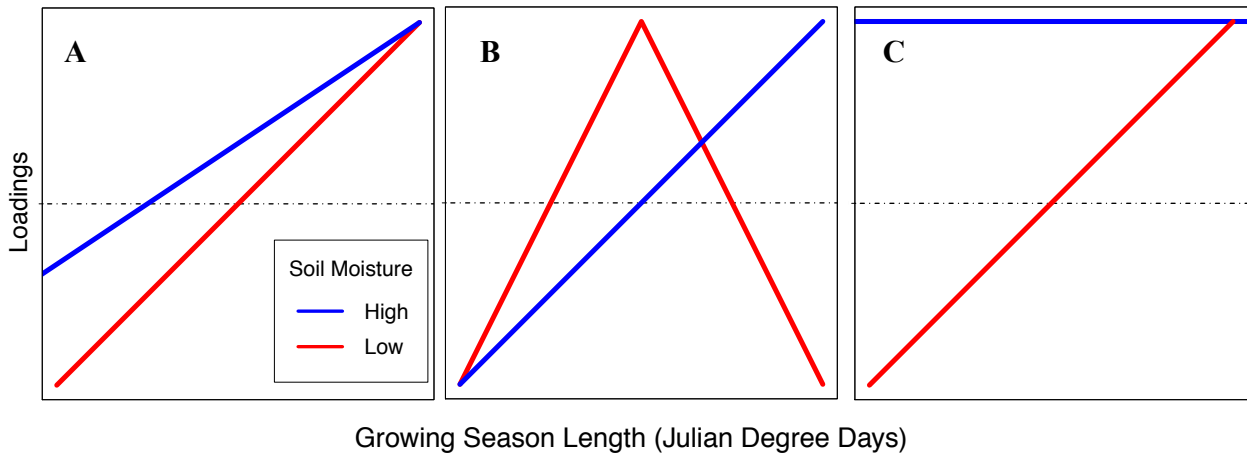 A
B
C
Loadings
Soil Moisture
High
Low
Growing Season Length (Julian Degree Days)